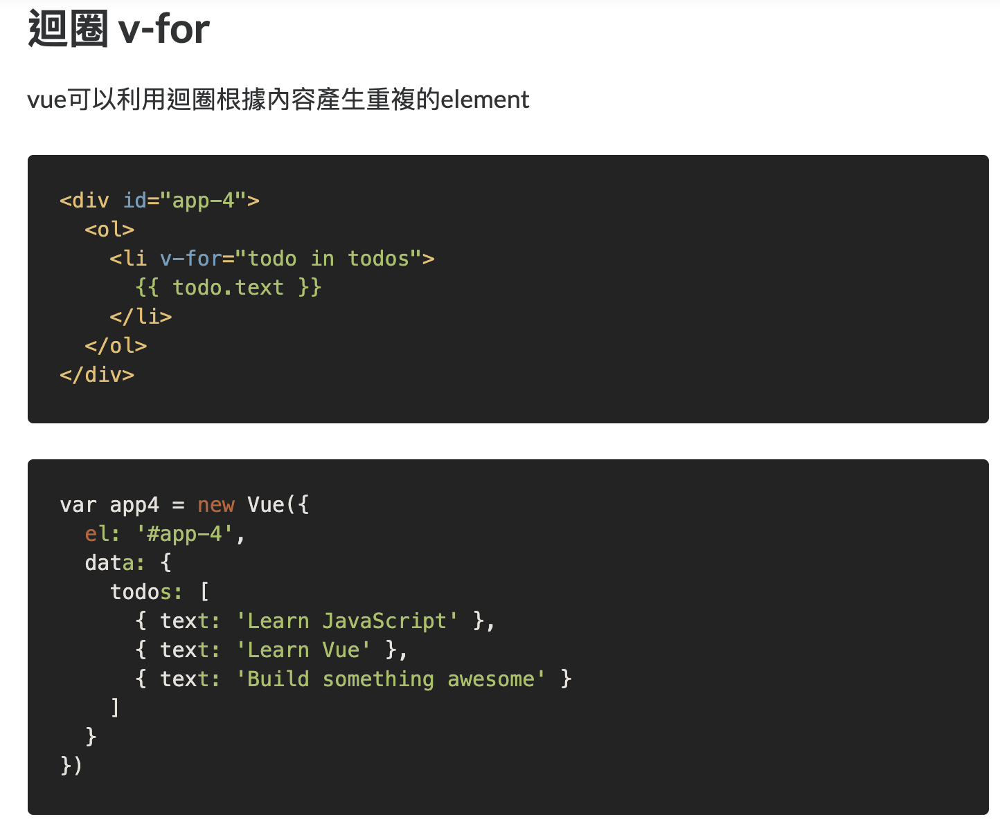 迴圈 v-for
vue可以利用迴圈根據內容產生重複的element
<div id="app-4">
  <ol>
    <li v-for="todo in todos">
      {{ todo.text }}
    </li>
  </ol>
</div>
var app4 = new Vue({
  el: '#app-4',
  data: {
    todos: [
      { text: 'Learn JavaScript' },
      { text: 'Learn Vue' },
      { text: 'Build something awesome' }
    ]
  }
})